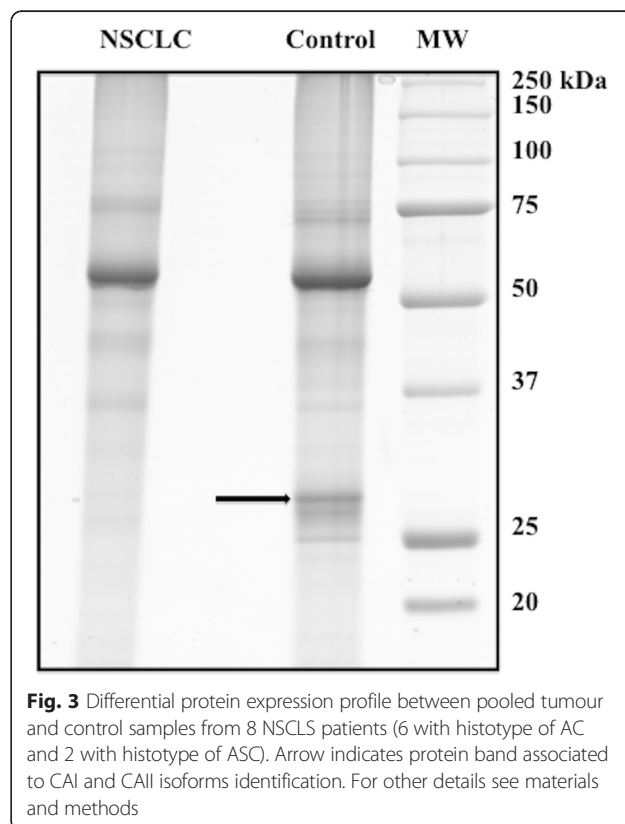 NSCLC Control MW
250 kDa
150
100
75
50
37
25
20
Fig. 3 Differential protein expression profile between pooled tumour
and control samples from 8 NSCLS patients (6 with histotype of AC
and 2 with histotype of ASC). Arrow indicates protein band associated
to CAI and CAII isoforms identification. For other details see materials
and methods